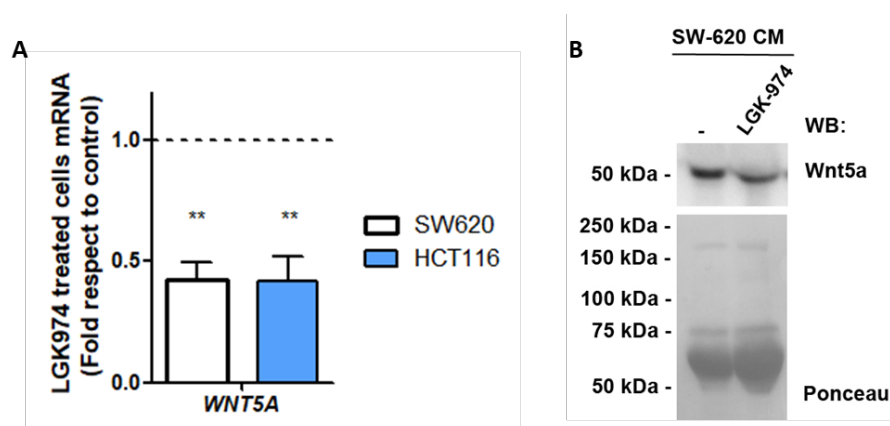 A
LGK974 treated cells mRNA
(Fold respect to control)
1.0
0.5
0.0
**
**
WNT5A
SW620
HCT116
B
SW-620 CM
-
LGK-974
WB:
50 kDa -
Wnt5a
250 kDa -
150 kDa -
100 kDa -
75 kDa -
50 kDa -
Ponceau